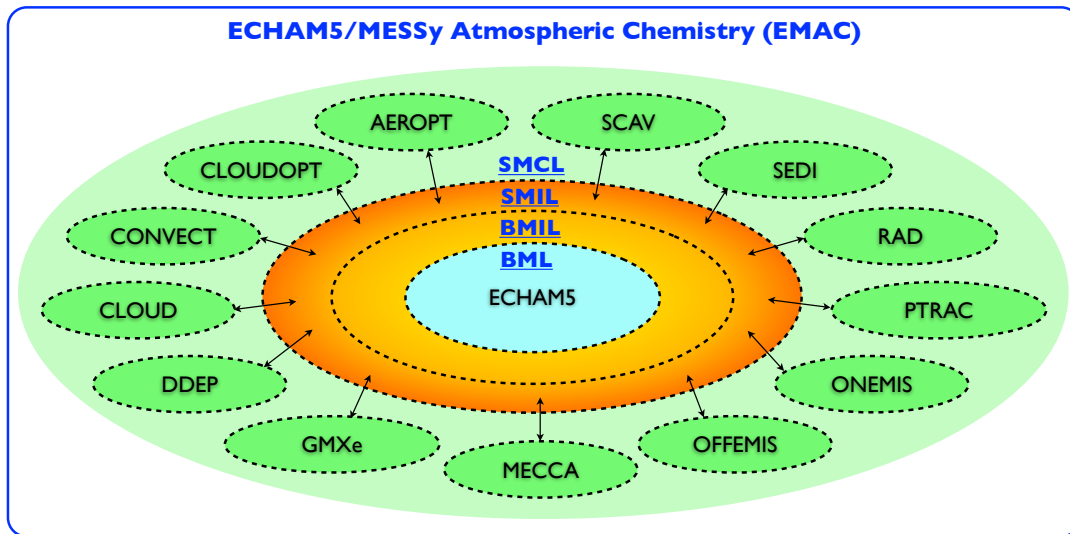 ECHAM5/MESSy Atmospheric Chemistry (EMAC)
AEROPT
SCAV
CLOUDOPT
SMCL
SEDI
SMIL
CONVECT
BMIL
RAD
BML
CLOUD
ECHAM5
PTRAC
DDEP
ONEMIS
GMXe
MECCA
OFFEMIS